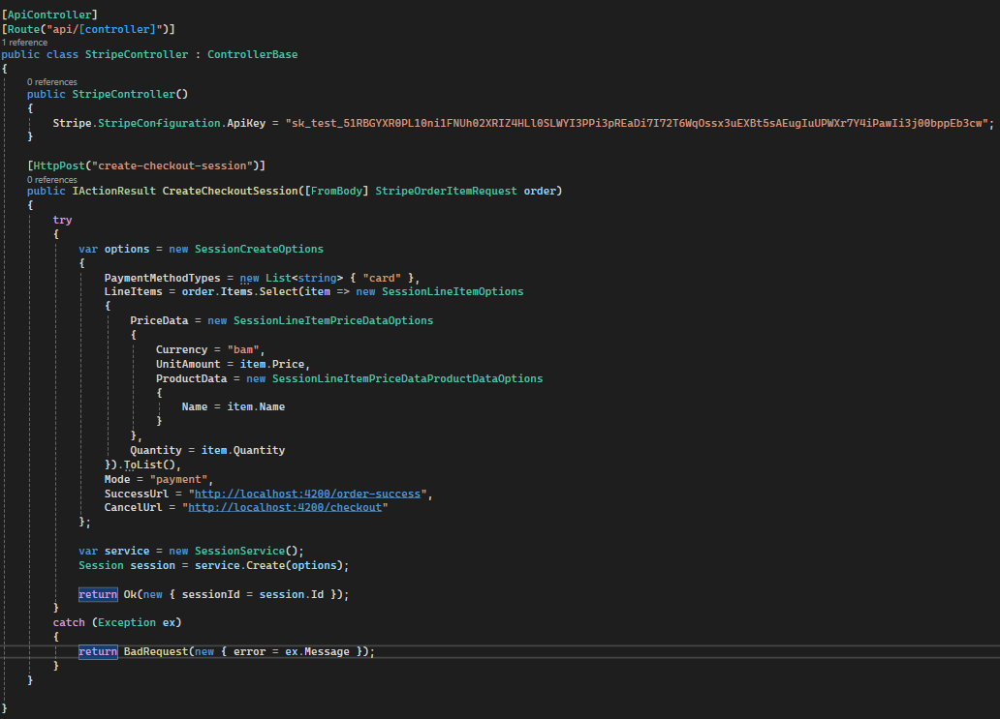 [ApiController]
[Route("api/[controller]")]
1 reference
public class StripeController : ControllerBase
{
0 references
public StripeController()
{
Stripe.StripeConfiguration.ApiKey = "";
}
[HttpPost("create-checkout-session")]
0 references
public IActionResult CreateCheckoutSession([FromBody] StripeOrderItemRequest order)
{
try
{
var options = new SessionCreateOptions
{
PaymentMethodTypes = new List<string> { "card" },
LineItems = order.Items.Select(item => new SessionLineItemOptions
{
PriceData = new SessionLineItemPriceDataOptions
{
Currency = "bam",
UnitAmount = item.Price,
ProductData = new SessionLineItemPriceDataProductDataOptions
{
Name = item.Name
}
},
Quantity = item.Quantity
}).ToList(),
Mode = "payment",
SuccessUrl = "http://localhost:4200/order-success",
CancelUrl = "http://localhost:4200/checkout"
};
var service = new SessionService();
Session session = service.Create(options);
return Ok(new { sessionId = session.Id });
}
catch (Exception ex)
{
return BadRequest(new { error = ex.Message });
}
}
}